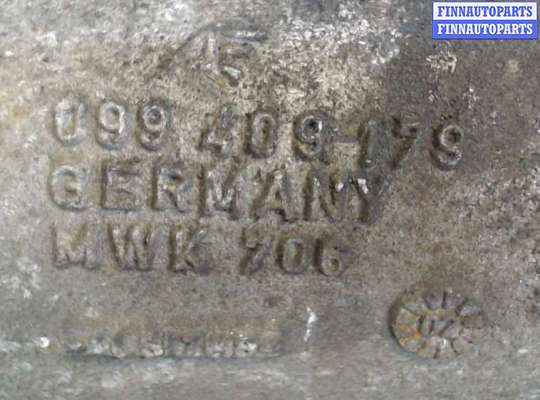 FINNAUTOPARTS
FINNAUTOPARTS
099 409 179
GERMANY
MWK 706